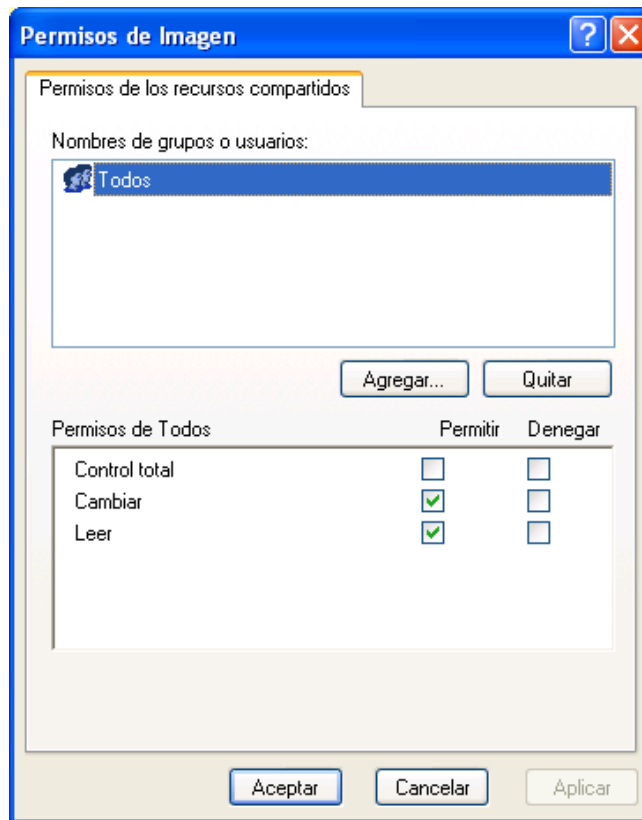 Permisos de Imagen
Permisos de los recursos compartidos
Nombres de grupos o usuarios:
Todos
Agregar... Quitar
Permisos de Todos Permitir Denegar
Control total
Cambiar
Leer
Aceptar Cancelar Aplicar